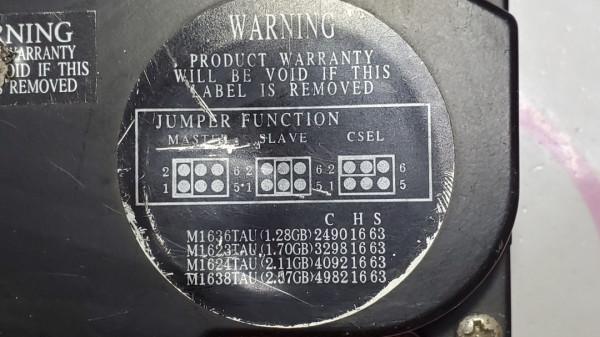 WARNING
PRODUCT WARRANTY
WILL BE VOID IF THIS
LABEL IS REMOVED
RNING
WARRANTY
OID IF THIS
S REMOVED
JUMPER FUNCTION
MASTER SLAVE CSEL
2 6 2 6 2 6
1 5 1 5 1 5
C H S
M1636TAU(1.28GB) 2490 16 63
M1623TAU(1.70GB) 3298 16 63
M1624TAU(2.11GB) 4092 16 63
M1638TAU(2.57GB) 4982 16 63